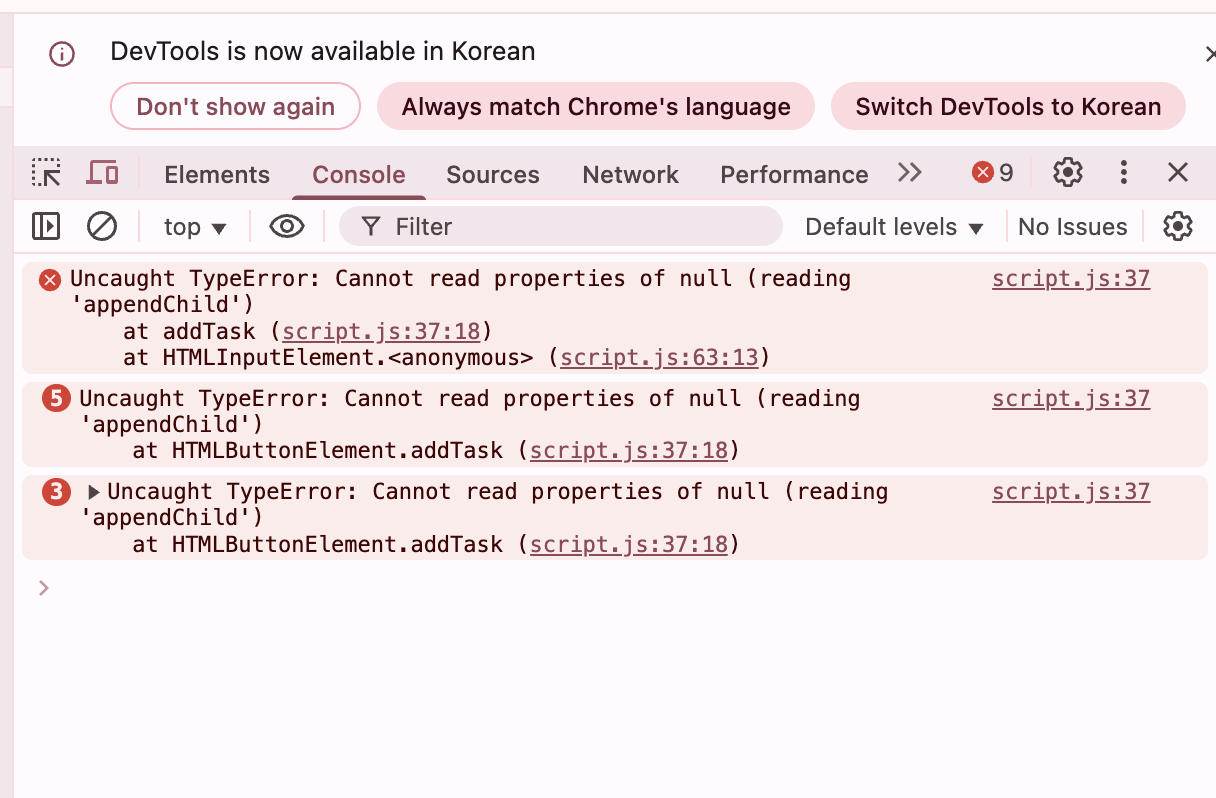 DevTools is now available in Korean
Don't show again Always match Chrome's language Switch DevTools to Korean
Elements Console Sources Network Performance 9
top Filter Default levels No Issues
Uncaught TypeError: Cannot read properties of null (reading script.js:37
'appendChild')
at addTask (script.js:37:18)
at HTMLInputElement.<anonymous> (script.js:63:13)
5 Uncaught TypeError: Cannot read properties of null (reading script.js:37
'appendChild')
at HTMLButtonElement.addTask (script.js:37:18)
3 Uncaught TypeError: Cannot read properties of null (reading script.js:37
'appendChild')
at HTMLButtonElement.addTask (script.js:37:18)